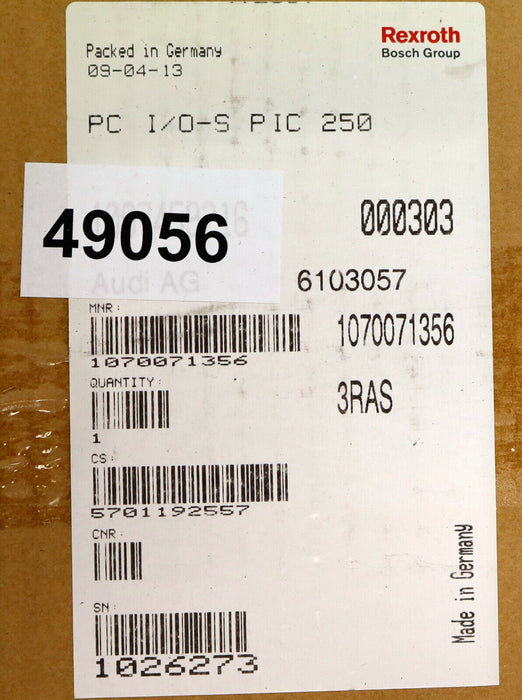 Rexroth
Bosch Group
Packed in Germany
09-04-13
PC I/O-S PIC 250
000303
49056
Audi AG
6103057
MNR:
1070071356
1070071356
QUANTITY:
3RAS
1
CS:
5701192557
CNR:
SN:
1026273
Made in Germany